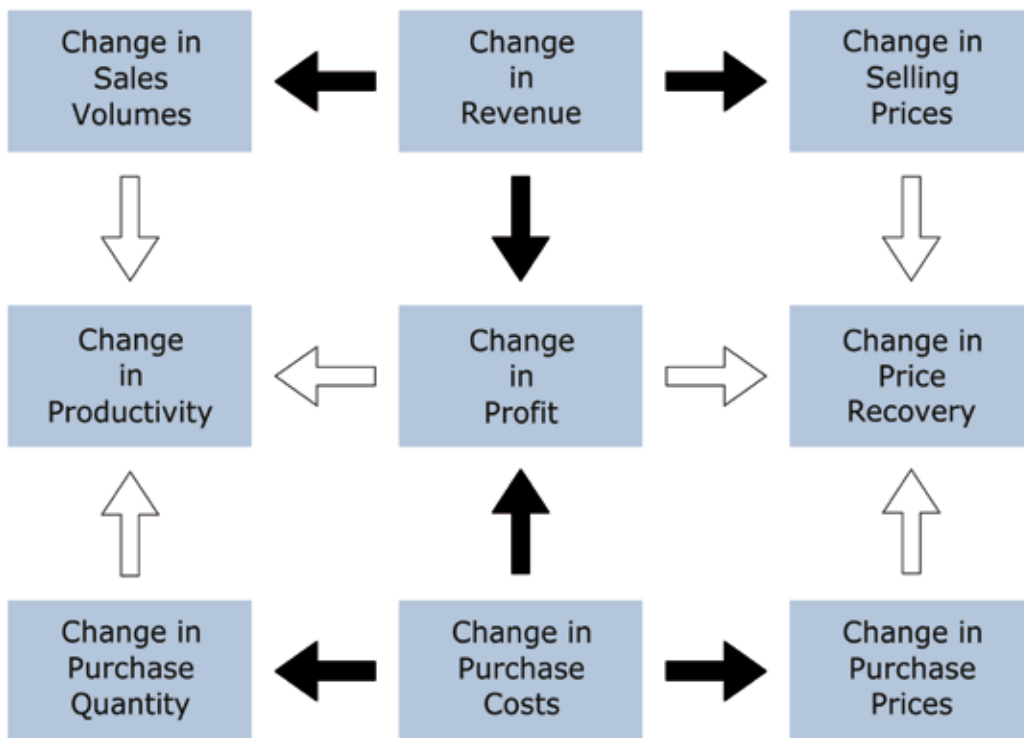 Change in
Sales
Volumes
Change
in
Revenue
Change in
Selling
Prices
Change
in
Productivity
Change
in
Profit
Change in
Price
Recovery
Change in
Purchase
Quantity
Change in
Purchase
Costs
Change in
Purchase
Prices